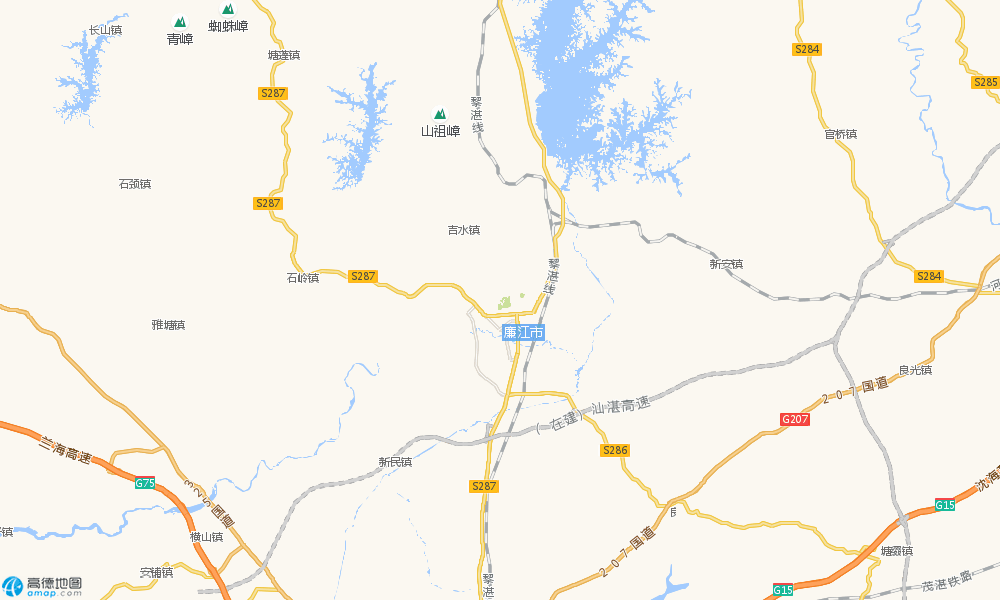 长山镇
青嶂
蜘蛛嶂
塘莲镇
S287
S284
S285
黎湛线
山祖嶂
官桥镇
石颈镇
S287
吉水镇
石岭镇
S287
黎湛线
新安镇
S284
河
雅塘镇
廉江市
良光镇
207国道
汕湛高速
(在建)
G207
兰海高速
S286
新民镇
G75
325国道
S287
沈海
G15
207国道
横山镇
塘㙍镇
安铺镇
高德地图
amap.com
黎湛
G15
茂湛铁路